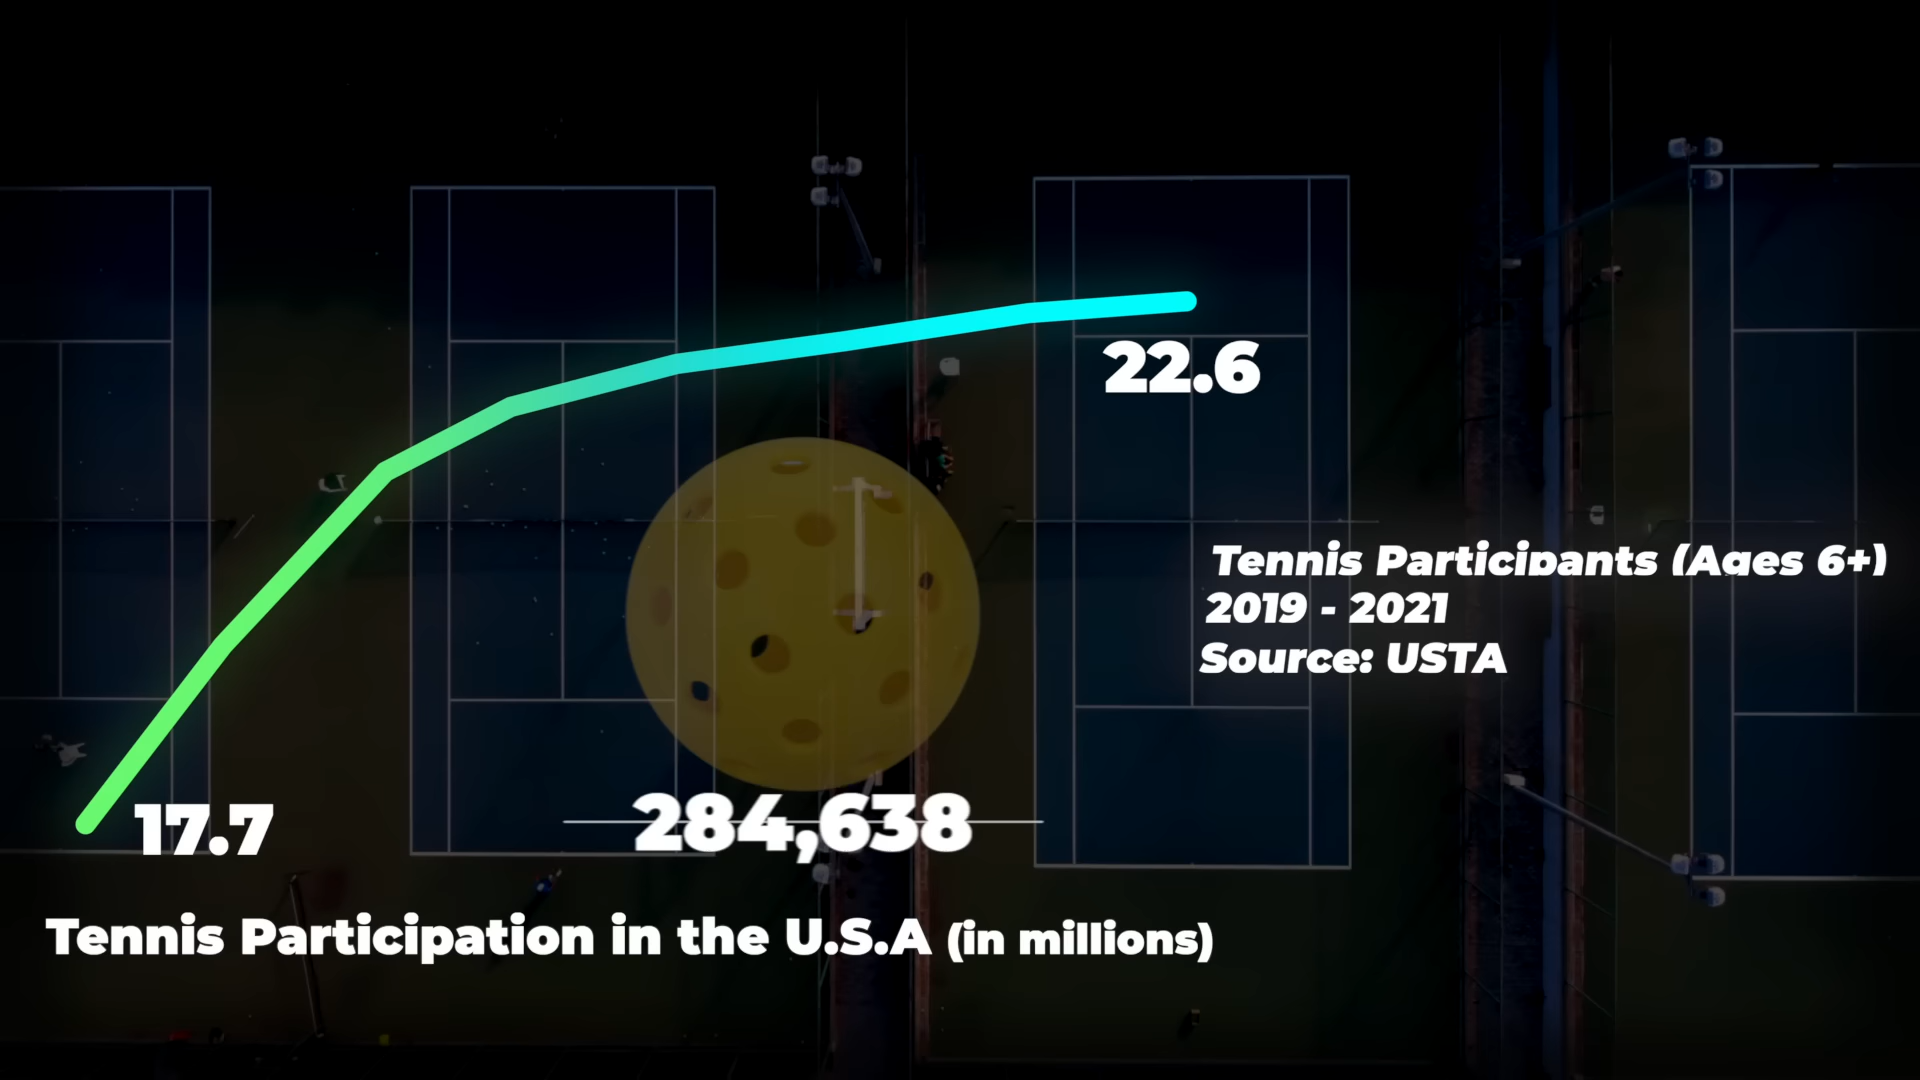 22.6
Tennis Participants (Ages 6+)
2019 - 2021
Source: USTA
17.7
284,638
Tennis Participation in the U.S.A (in millions)